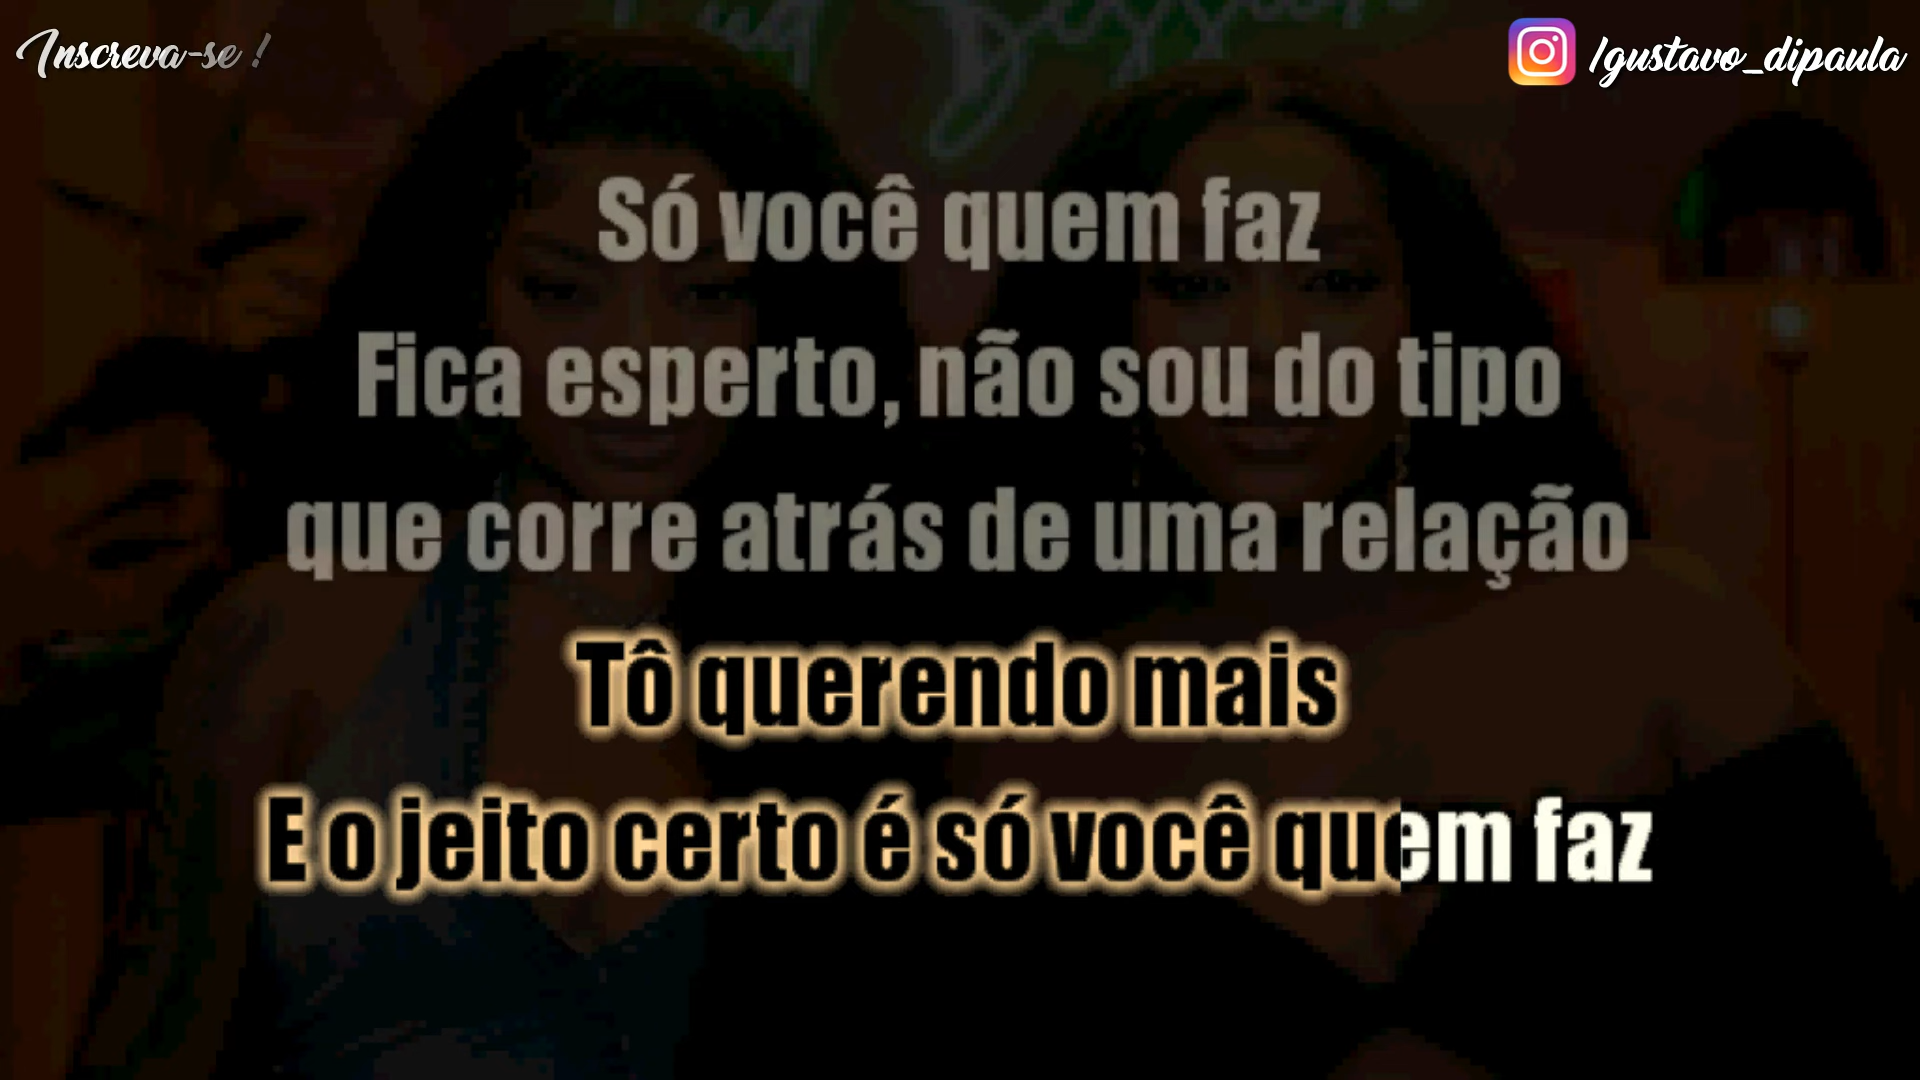 Inscreva-se !
/gustavo_dipaula
Só você quem faz
Fica esperto, não sou do tipo
que corre atrás de uma relação
Tô querendo mais
E o jeito certo é só você quem faz